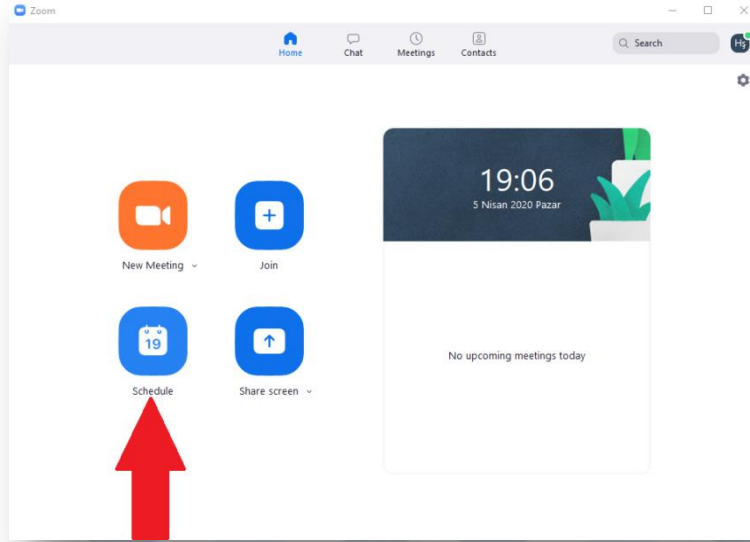 Zoom
Home
Chat
Meetings
Contacts
Search
Hş
19:06
5 Nisan 2020 Pazar
New Meeting
Join
19
Schedule
Share screen
No upcoming meetings today